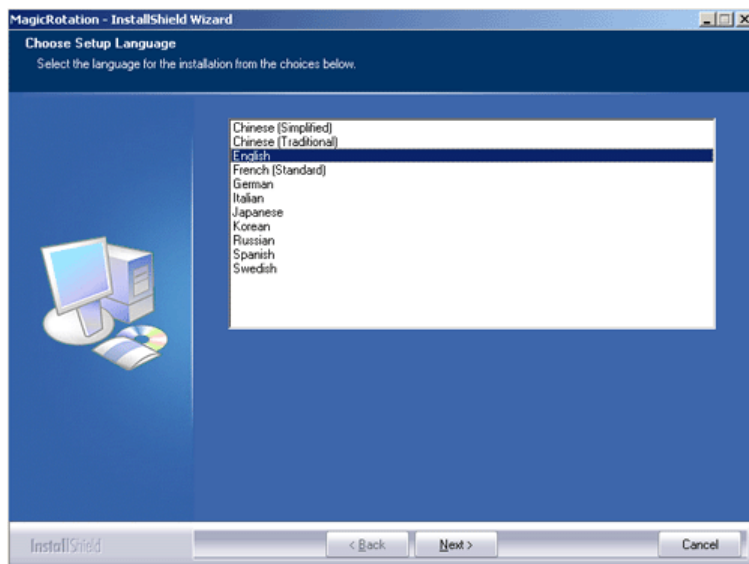 MagicRotation - InstallShield Wizard
Choose Setup Language
Select the language for the installation from the choices below.
Chinese (Simplified)
Chinese (Traditional)
English
French (Standard)
German
Italian
Japanese
Korean
Russian
Spanish
Swedish
InstallShield
< Back
Next >
Cancel